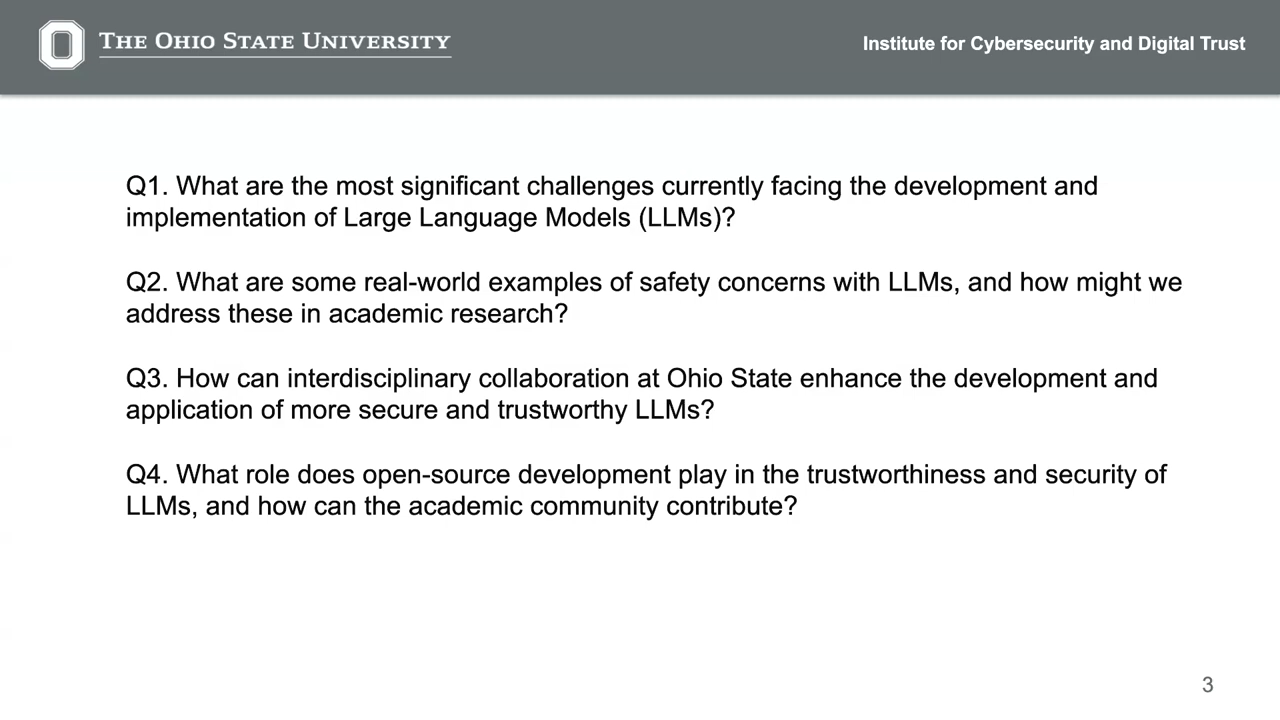 THE OHIO STATE UNIVERSITY
Institute for Cybersecurity and Digital Trust
Q1. What are the most significant challenges currently facing the development and
implementation of Large Language Models (LLMs)?
Q2. What are some real-world examples of safety concerns with LLMs, and how might we
address these in academic research?
Q3. How can interdisciplinary collaboration at Ohio State enhance the development and
application of more secure and trustworthy LLMs?
Q4. What role does open-source development play in the trustworthiness and security of
LLMs, and how can the academic community contribute?
3